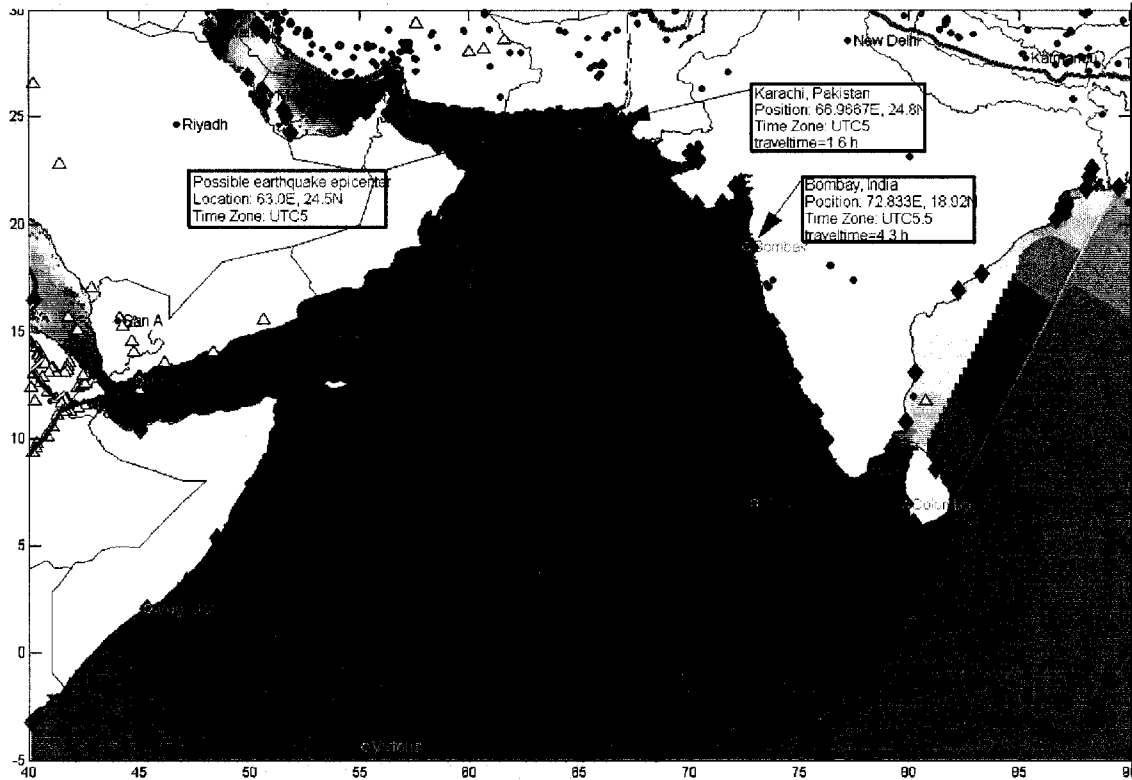 30
25
20
15
10
5
0
-5
40
45
50
55
60
65
70
75
80
85
90
New Delhi
Riyadh
Karachi, Pakistan
Position: 66.9667E, 24.8N
Time Zone: UTC5
traveltime=1.6 h
Possible earthquake epicenter
Location: 63.0E, 24.5N
Time Zone: UTC5
Bombay, India
Position: 72.833E, 18.92N
Time Zone: UTC5.5
traveltime=4.3 h
Bombay
San A
Colombo
Victoria